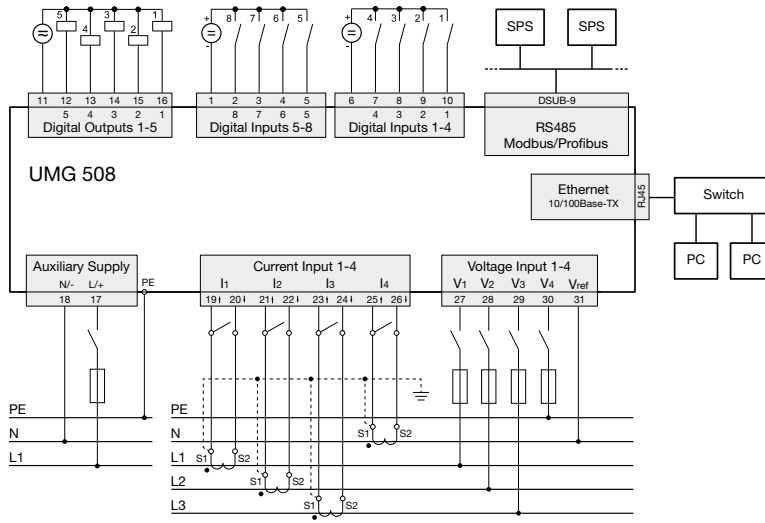 5 3 1
4 2
+ 8 7 6 5
-
+ 4 3 2 1
-
SPS SPS
11 12 13 14 15 16
5 4 3 2 1
Digital Outputs 1-5
1 2 3 4 5
8 7 6 5
Digital Inputs 5-8
6 7 8 9 10
4 3 2 1
Digital Inputs 1-4
DSUB-9
RS485
Modbus/Profibus
UMG 508
Ethernet
10/100Base-TX
RJ45
Switch
PC PC
Auxiliary Supply
N/- L/+
18 17
PE
Current Input 1-4
I1 I2 I3 I4
19 20 21 22 23 24 25 26
Voltage Input 1-4
V1 V2 V3 V4 Vref
27 28 29 30 31
PE
N
L1
PE
N
L1
L2
L3
S1 S2
S1 S2
S1 S2
S1 S2